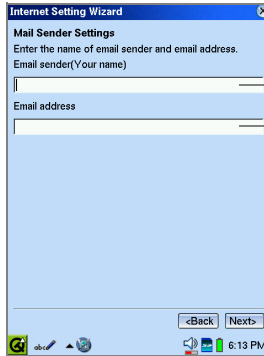 Internet Setting Wizard
Mail Sender Settings
Enter the name of email sender and email address.
Email sender(Your name)
Email address
<Back Next>
abc 6:13 PM